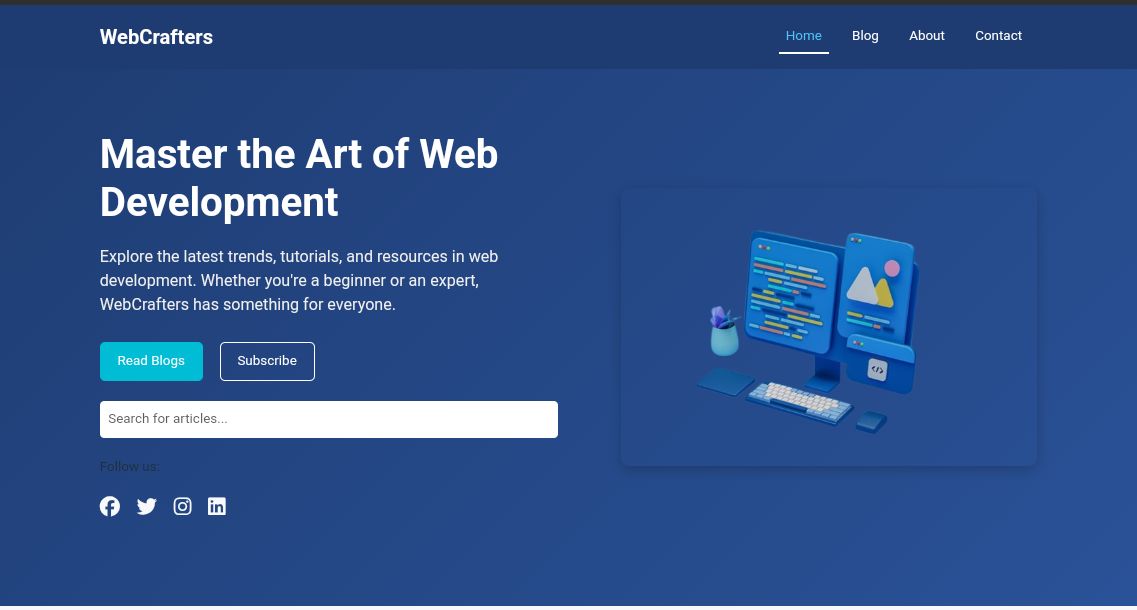 WebCrafters
Home
Blog
About
Contact
Master the Art of Web
Development
Explore the latest trends, tutorials, and resources in web
development. Whether you're a beginner or an expert,
WebCrafters has something for everyone.
Read Blogs
Subscribe
Search for articles...
Follow us: